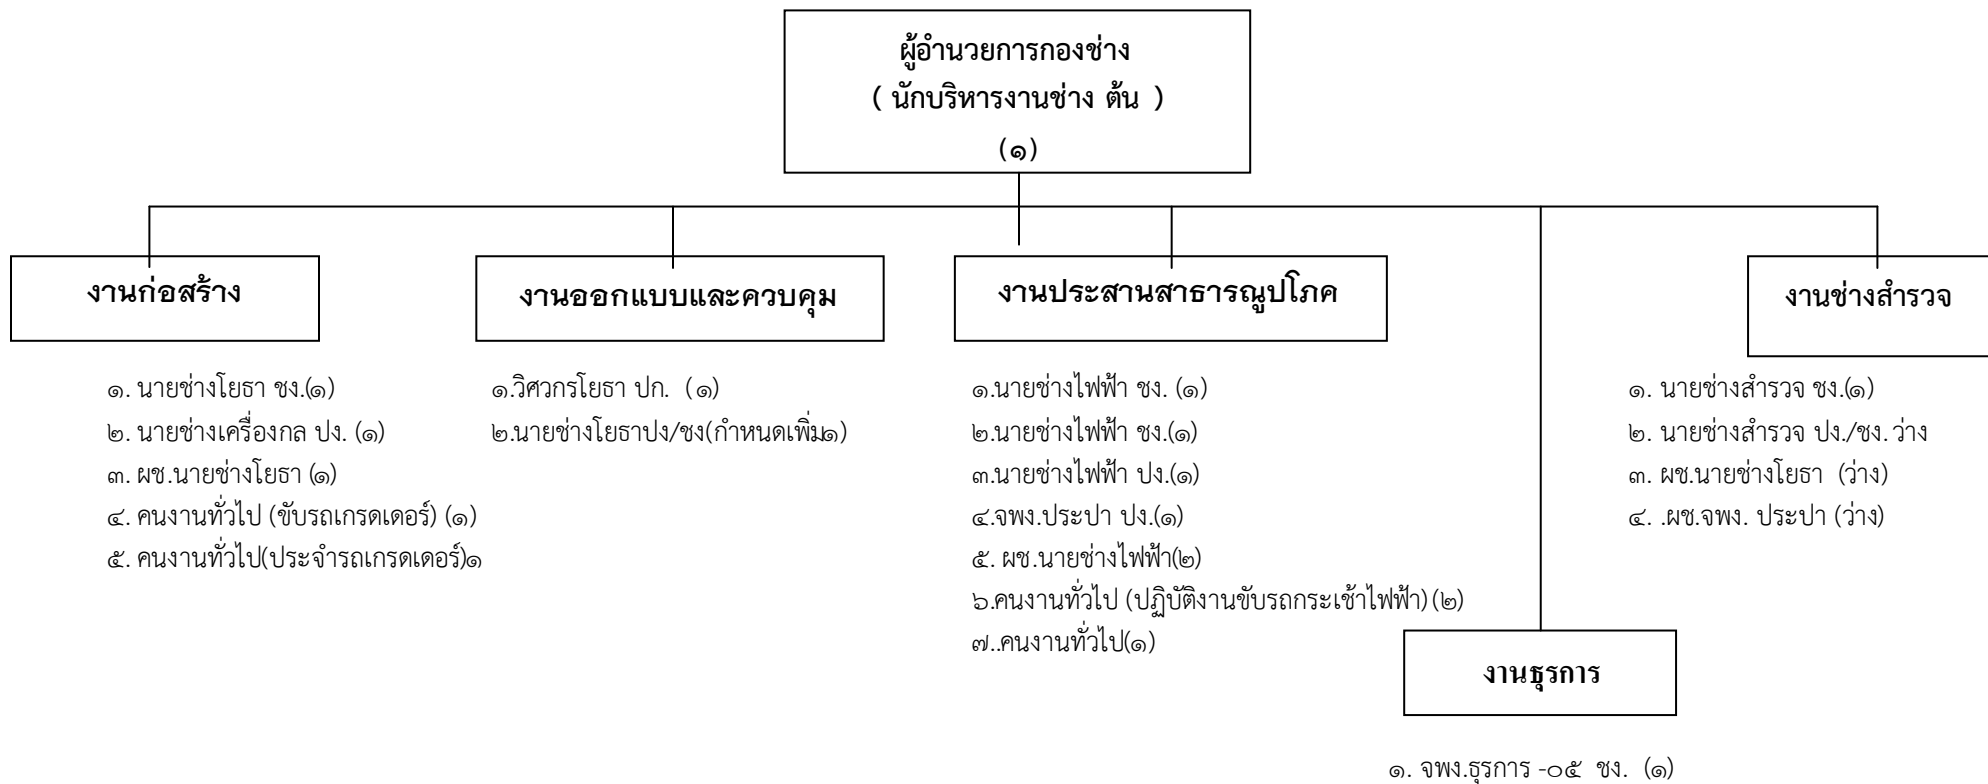 ผู้อำนวยการกองช่าง
( นักบริหารงานช่าง ต้น )
(๑)
งานก่อสร้าง
๑. นายช่างโยธา ชง.(๑)
๒. นายช่างเครื่องกล ปง. (๑)
๓. ผช.นายช่างโยธา (๑)
๔. คนงานทั่วไป (ขับรถเกรดเดอร์) (๑)
๕. คนงานทั่วไป(ประจำรถเกรดเดอร์)๑
งานออกแบบและควบคุม
๑.วิศวกรโยธา ปก. (๑)
๒.นายช่างโยธาปง/ชง(กำหนดเพิ่ม๑)
งานประสานสาธารณูปโภค
๑.นายช่างไฟฟ้า ชง. (๑)
๒.นายช่างไฟฟ้า ชง.(๑)
๓.นายช่างไฟฟ้า ปง.(๑)
๔.จพง.ประปา ปง.(๑)
๕. ผช.นายช่างไฟฟ้า(๒)
๖.คนงานทั่วไป (ปฏิบัติงานขับรถกระเช้าไฟฟ้า)(๒)
๗..คนงานทั่วไป(๑)
งานธุรการ
๑. จพง.ธุรการ -๐๕ ชง. (๑)
งานช่างสำรวจ
๑. นายช่างสำรวจ ชง.(๑)
๒. นายช่างสำรวจ ปง./ชง. ว่าง
๓. ผช.นายช่างโยธา (ว่าง)
๔. .ผช.จพง. ประปา (ว่าง)